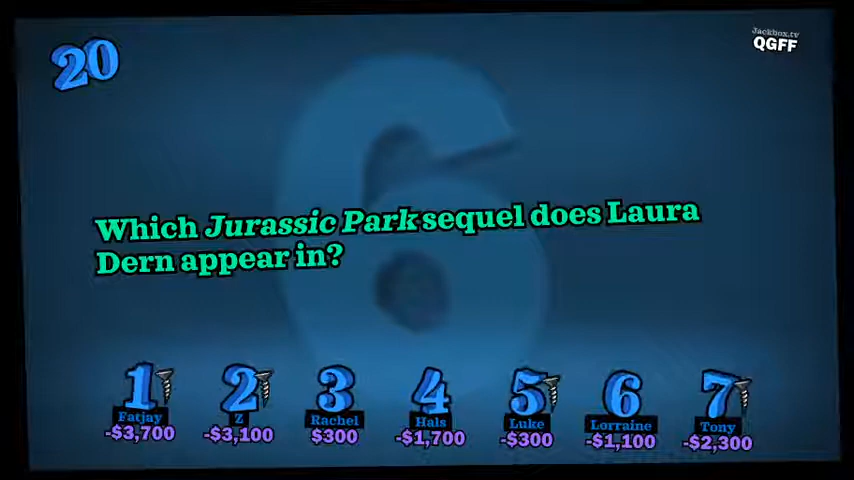 20
Jackbox.tv
QGFF
6
Which Jurassic Park sequel does Laura
Dern appear in?
1 2 3 4 5 6 7
Fatjay Z Rachel Hals Luke Lorraine Tony
-$3,700 -$3,100 $300 -$1,700 -$300 -$1,100 -$2,300